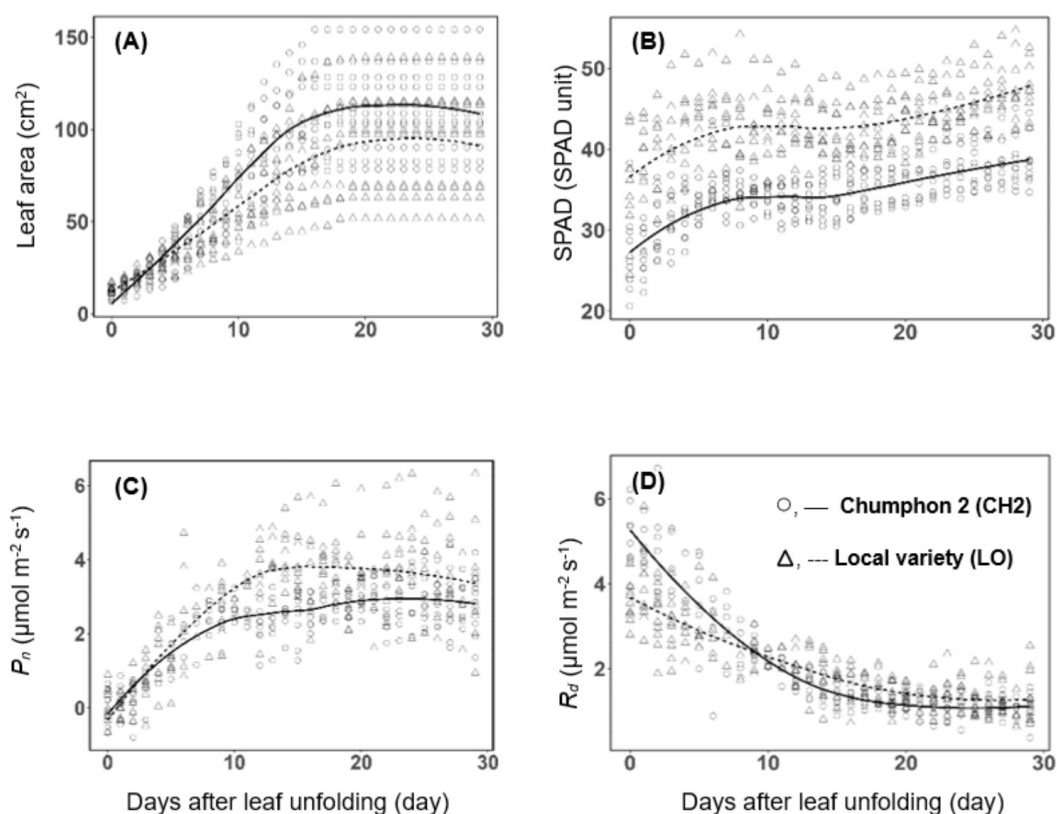 (A)
Leaf area (cm²)
150
100
50
0
0 10 20 30
(B)
SPAD (SPAD unit)
50
40
30
20
0 10 20 30
(C)
Pn (µmol m⁻² s⁻¹)
6
4
2
0
0 10 20 30
Days after leaf unfolding (day)
(D)
Rd (µmol m⁻² s⁻¹)
6
4
2
○, — Chumphon 2 (CH2)
△, --- Local variety (LO)
0 10 20 30
Days after leaf unfolding (day)